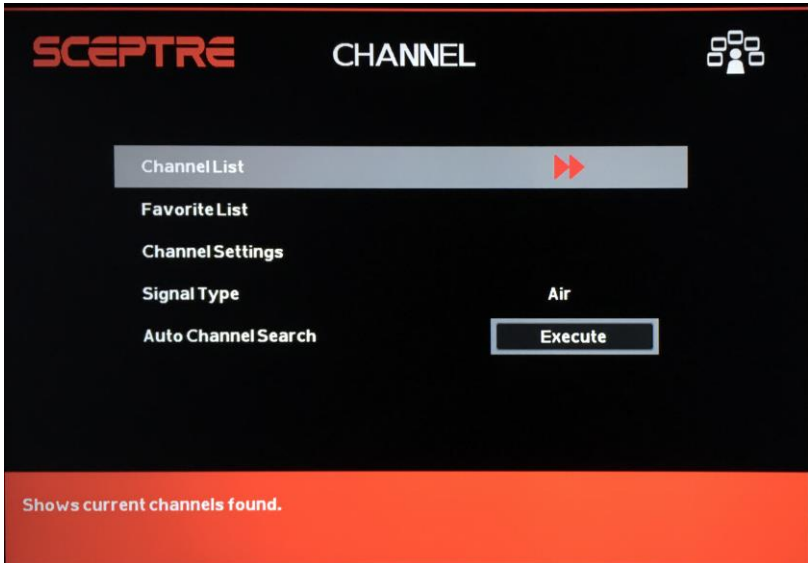 SCEPTRE CHANNEL
Channel List
Favorite List
Channel Settings
Signal Type Air
Auto Channel Search Execute
Shows current channels found.